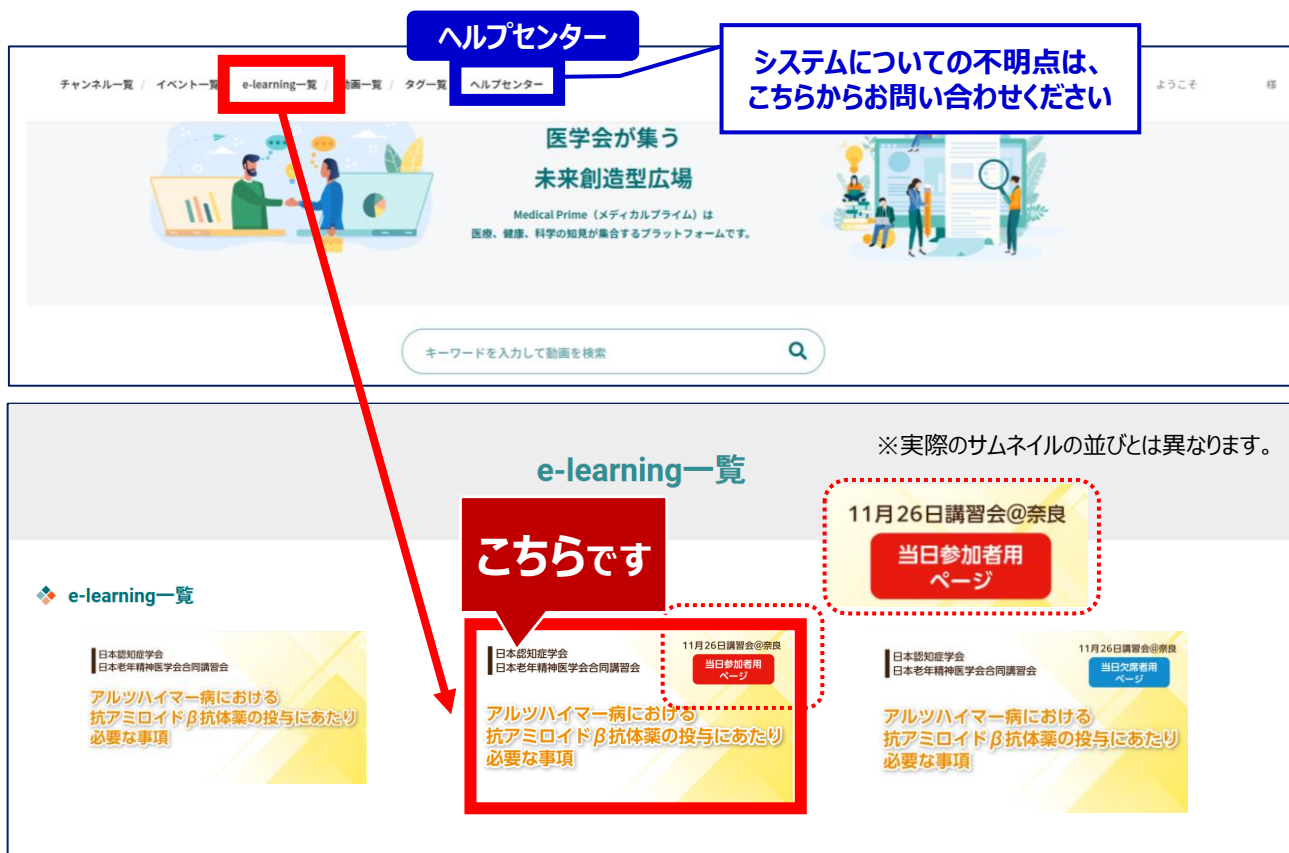 ヘルプセンター
システムについての不明点は、
こちらからお問い合わせください
チャンネル一覧 / イベント一覧 e-learning一覧 / 動画一覧 / タグ一覧 ヘルプセンター
ようこそ 様
医学会が集う
未来創造型広場
Medical Prime（メディカルプライム）は
医療、健康、科学の知見が集合するプラットフォームです。
キーワードを入力して動画を検索
※実際のサムネイルの並びとは異なります。
e-learning一覧
11月26日講習会@奈良
当日参加者用
ページ
こちらです
e-learning一覧
日本認知症学会
日本老年精神医学会合同講習会
アルツハイマー病における
抗アミロイドβ抗体薬の投与にあたり
必要な事項
日本認知症学会
日本老年精神医学会合同講習会
11月26日講習会@奈良
当日参加者用
ページ
アルツハイマー病における
抗アミロイドβ抗体薬の投与にあたり
必要な事項
日本認知症学会
日本老年精神医学会合同講習会
11月26日講習会@奈良
当日欠席者用
ページ
アルツハイマー病における
抗アミロイドβ抗体薬の投与にあたり
必要な事項